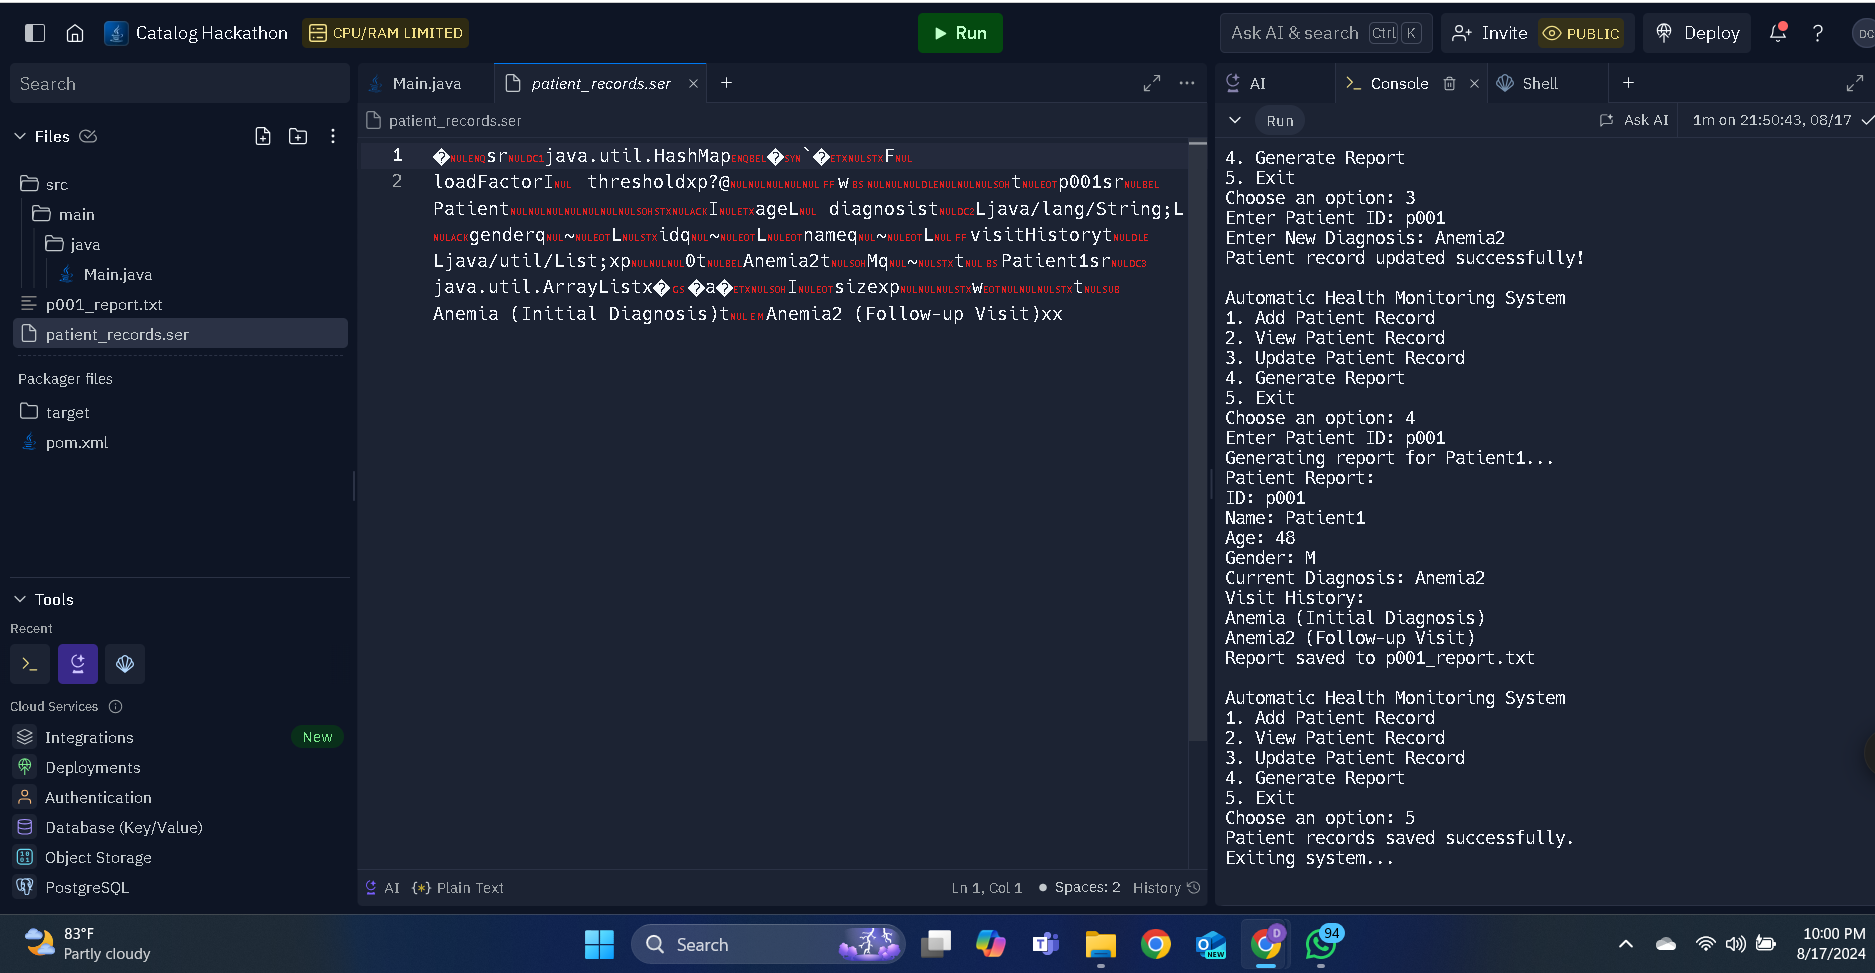 Catalog Hackathon
CPU/RAM LIMITED
Run
Ask AI & search Ctrl K
Invite
PUBLIC
Deploy
?
DC
Search
Files
src
main
java
Main.java
p001_report.txt
patient_records.ser
Packager files
target
pom.xml
Tools
Recent
Cloud Services
Integrations New
Deployments
Authentication
Database (Key/Value)
Object Storage
PostgreSQL
Main.java
patient_records.ser
patient_records.ser
1 �NULENQsrNULDC1java.util.HashMapENQBEL�SYN`�ETXNULSTXFNUL
2 loadFactorINUL thresholdxp?@NULNULNULNULNUL FF w BS NULNULNULDLENULNULNULSOHtNULEOTp001srNULBEL
PatientNULNULNULNULNULNULNULNULSOHSTXNULACKINULETXageLNUL diagnosistNULDC2Ljava/lang/String;L
NULACKgenderqNUL~NULEOTLNULSTXidqNUL~NULEOTLNULEOTnameqNUL~NULEOTLNUL FF visitHistorytNULDLE
Ljava/util/List;xpNULNULNUL0tNULBELAnemia2tNULSOHMqNUL~NULSTXtNUL BS Patient1srNULDC3
java.util.ArrayListx�GS�a�ETXNULSOHINULEOTsizexpNULNULNULSTXwEOTNULNULNULSTXtNULSUB
Anemia (Initial Diagnosis)tNULEMAnemia2 (Follow-up Visit)xx
AI {*} Plain Text
Ln 1, Col 1 • Spaces: 2 History
AI
Console
Shell
Run
Ask AI
1m on 21:50:43, 08/17
4. Generate Report
5. Exit
Choose an option: 3
Enter Patient ID: p001
Enter New Diagnosis: Anemia2
Patient record updated successfully!
Automatic Health Monitoring System
1. Add Patient Record
2. View Patient Record
3. Update Patient Record
4. Generate Report
5. Exit
Choose an option: 4
Enter Patient ID: p001
Generating report for Patient1...
Patient Report:
ID: p001
Name: Patient1
Age: 48
Gender: M
Current Diagnosis: Anemia2
Visit History:
Anemia (Initial Diagnosis)
Anemia2 (Follow-up Visit)
Report saved to p001_report.txt
Automatic Health Monitoring System
1. Add Patient Record
2. View Patient Record
3. Update Patient Record
4. Generate Report
5. Exit
Choose an option: 5
Patient records saved successfully.
Exiting system...
83°F
Partly cloudy
Search
NEW
D
94
10:00 PM
8/17/2024